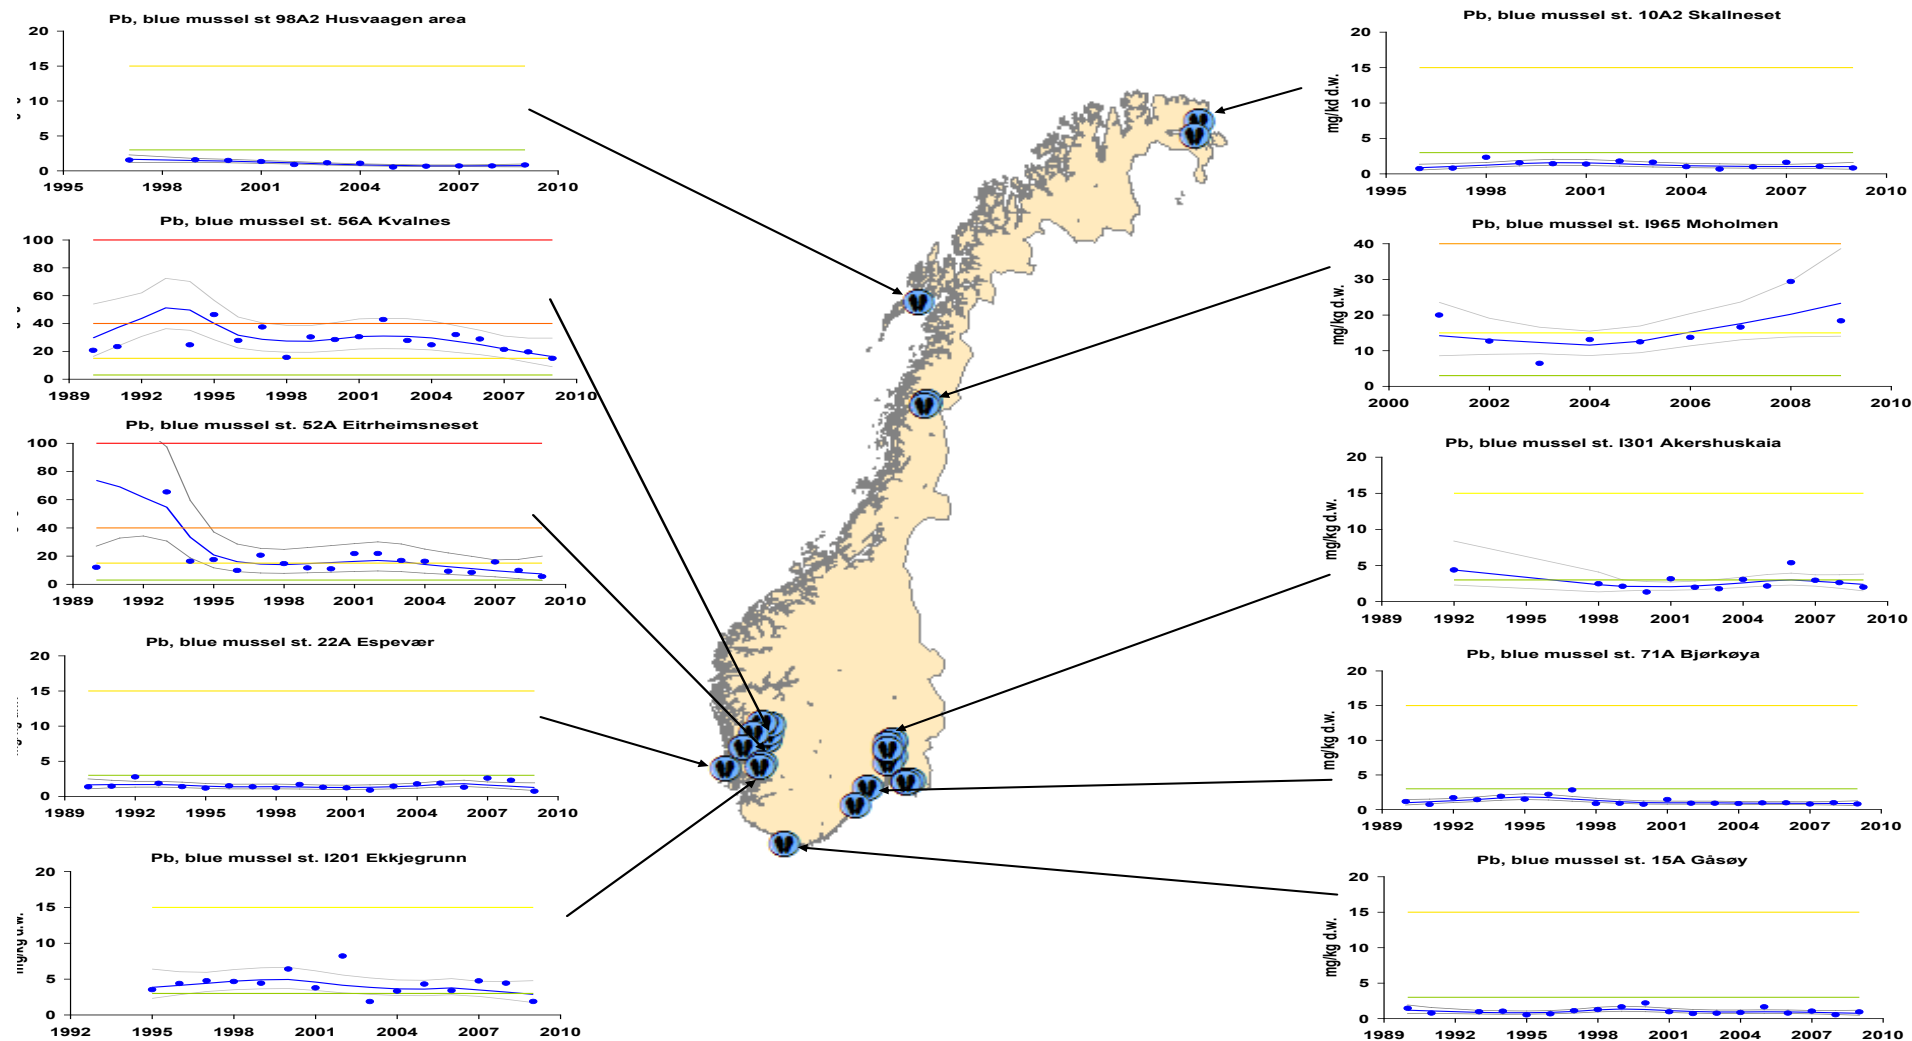 Pb, blue mussel st 98A2 Husvaagen area
20
15
10
5
0
1995 1998 2001 2004 2007 2010
Pb, blue mussel st. 56A Kvalnes
100
80
60
40
20
0
1989 1992 1995 1998 2001 2004 2007 2010
Pb, blue mussel st. 52A Eitrheimsneset
100
80
60
40
20
0
1989 1992 1995 1998 2001 2004 2007 2010
Pb, blue mussel st. 22A Espevær
20
15
10
5
0
1989 1992 1995 1998 2001 2004 2007 2010
Pb, blue mussel st. I201 Ekkjegrunn
mg/kg d.w.
20
15
10
5
0
1992 1995 1998 2001 2004 2007 2010
Pb, blue mussel st. 10A2 Skallneset
mg/kd d.w.
20
15
10
5
0
1995 1998 2001 2004 2007 2010
Pb, blue mussel st. I965 Moholmen
mg/kg d.w.
40
30
20
10
0
2000 2002 2004 2006 2008 2010
Pb, blue mussel st. I301 Akershuskaia
mg/kg d.w.
20
15
10
5
0
1989 1992 1995 1998 2001 2004 2007 2010
Pb, blue mussel st. 71A Bjørkøya
mg/kg d.w.
20
15
10
5
0
1989 1992 1995 1998 2001 2004 2007 2010
Pb, blue mussel st. 15A Gåsøy
mg/kg d.w.
20
15
10
5
0
1989 1992 1995 1998 2001 2004 2007 2010